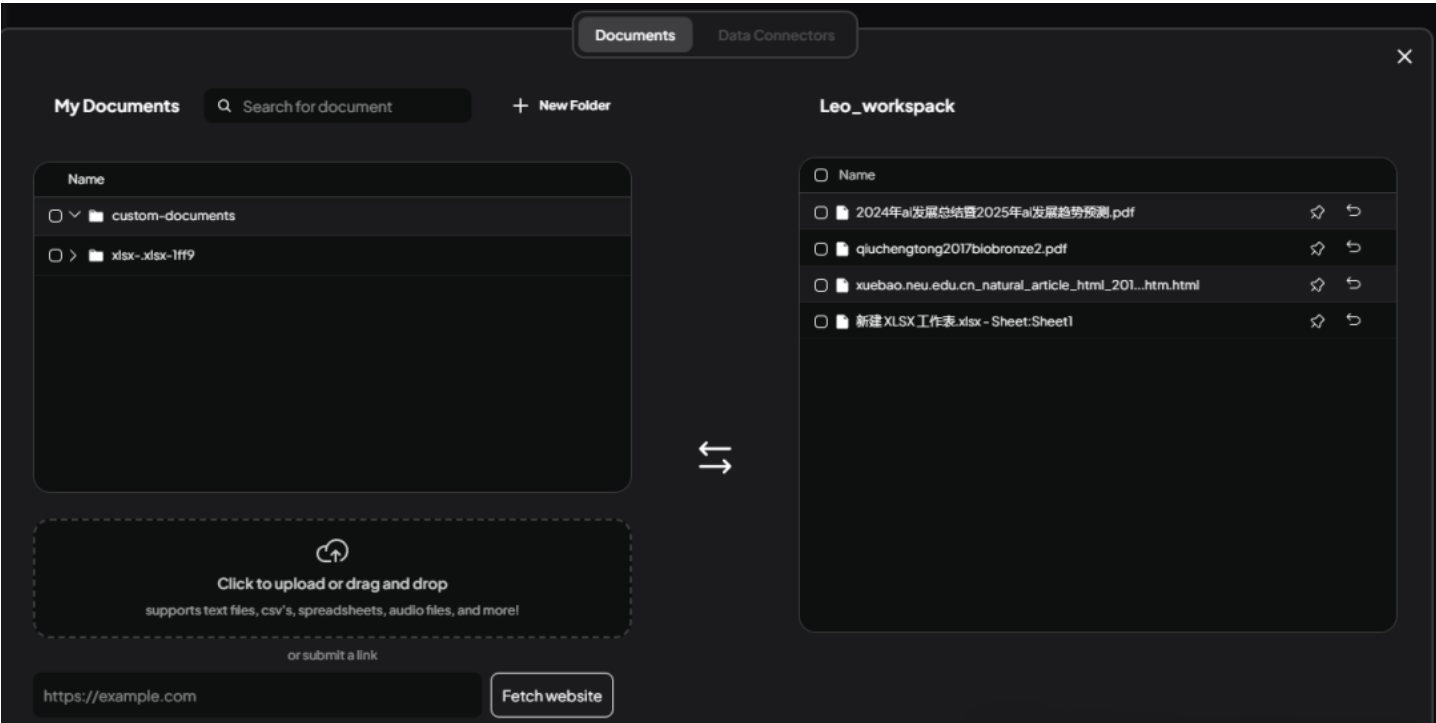 Documents
Data Connectors
My Documents
Search for document
New Folder
Name
custom-documents
xlsx-.xlsx-1ff9
Click to upload or drag and drop
supports text files, csv's, spreadsheets, audio files, and more!
or submit a link
https://example.com
Fetch website
Leo_workspack
Name
2024年ai发展总结暨2025年ai发展趋势预测.pdf
qiuchengtong2017biobronze2.pdf
xuebao.neu.edu.cn_natural_article_html_201...htm.html
新建 XLSX 工作表.xlsx - Sheet:Sheet1